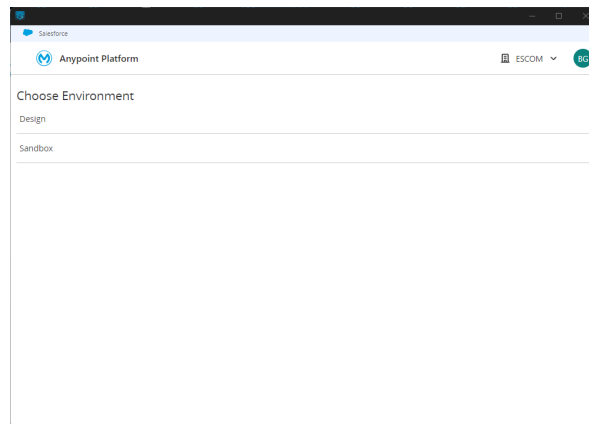 Salesforce
Anypoint Platform
ESCOM
BG
Choose Environment
Design
Sandbox